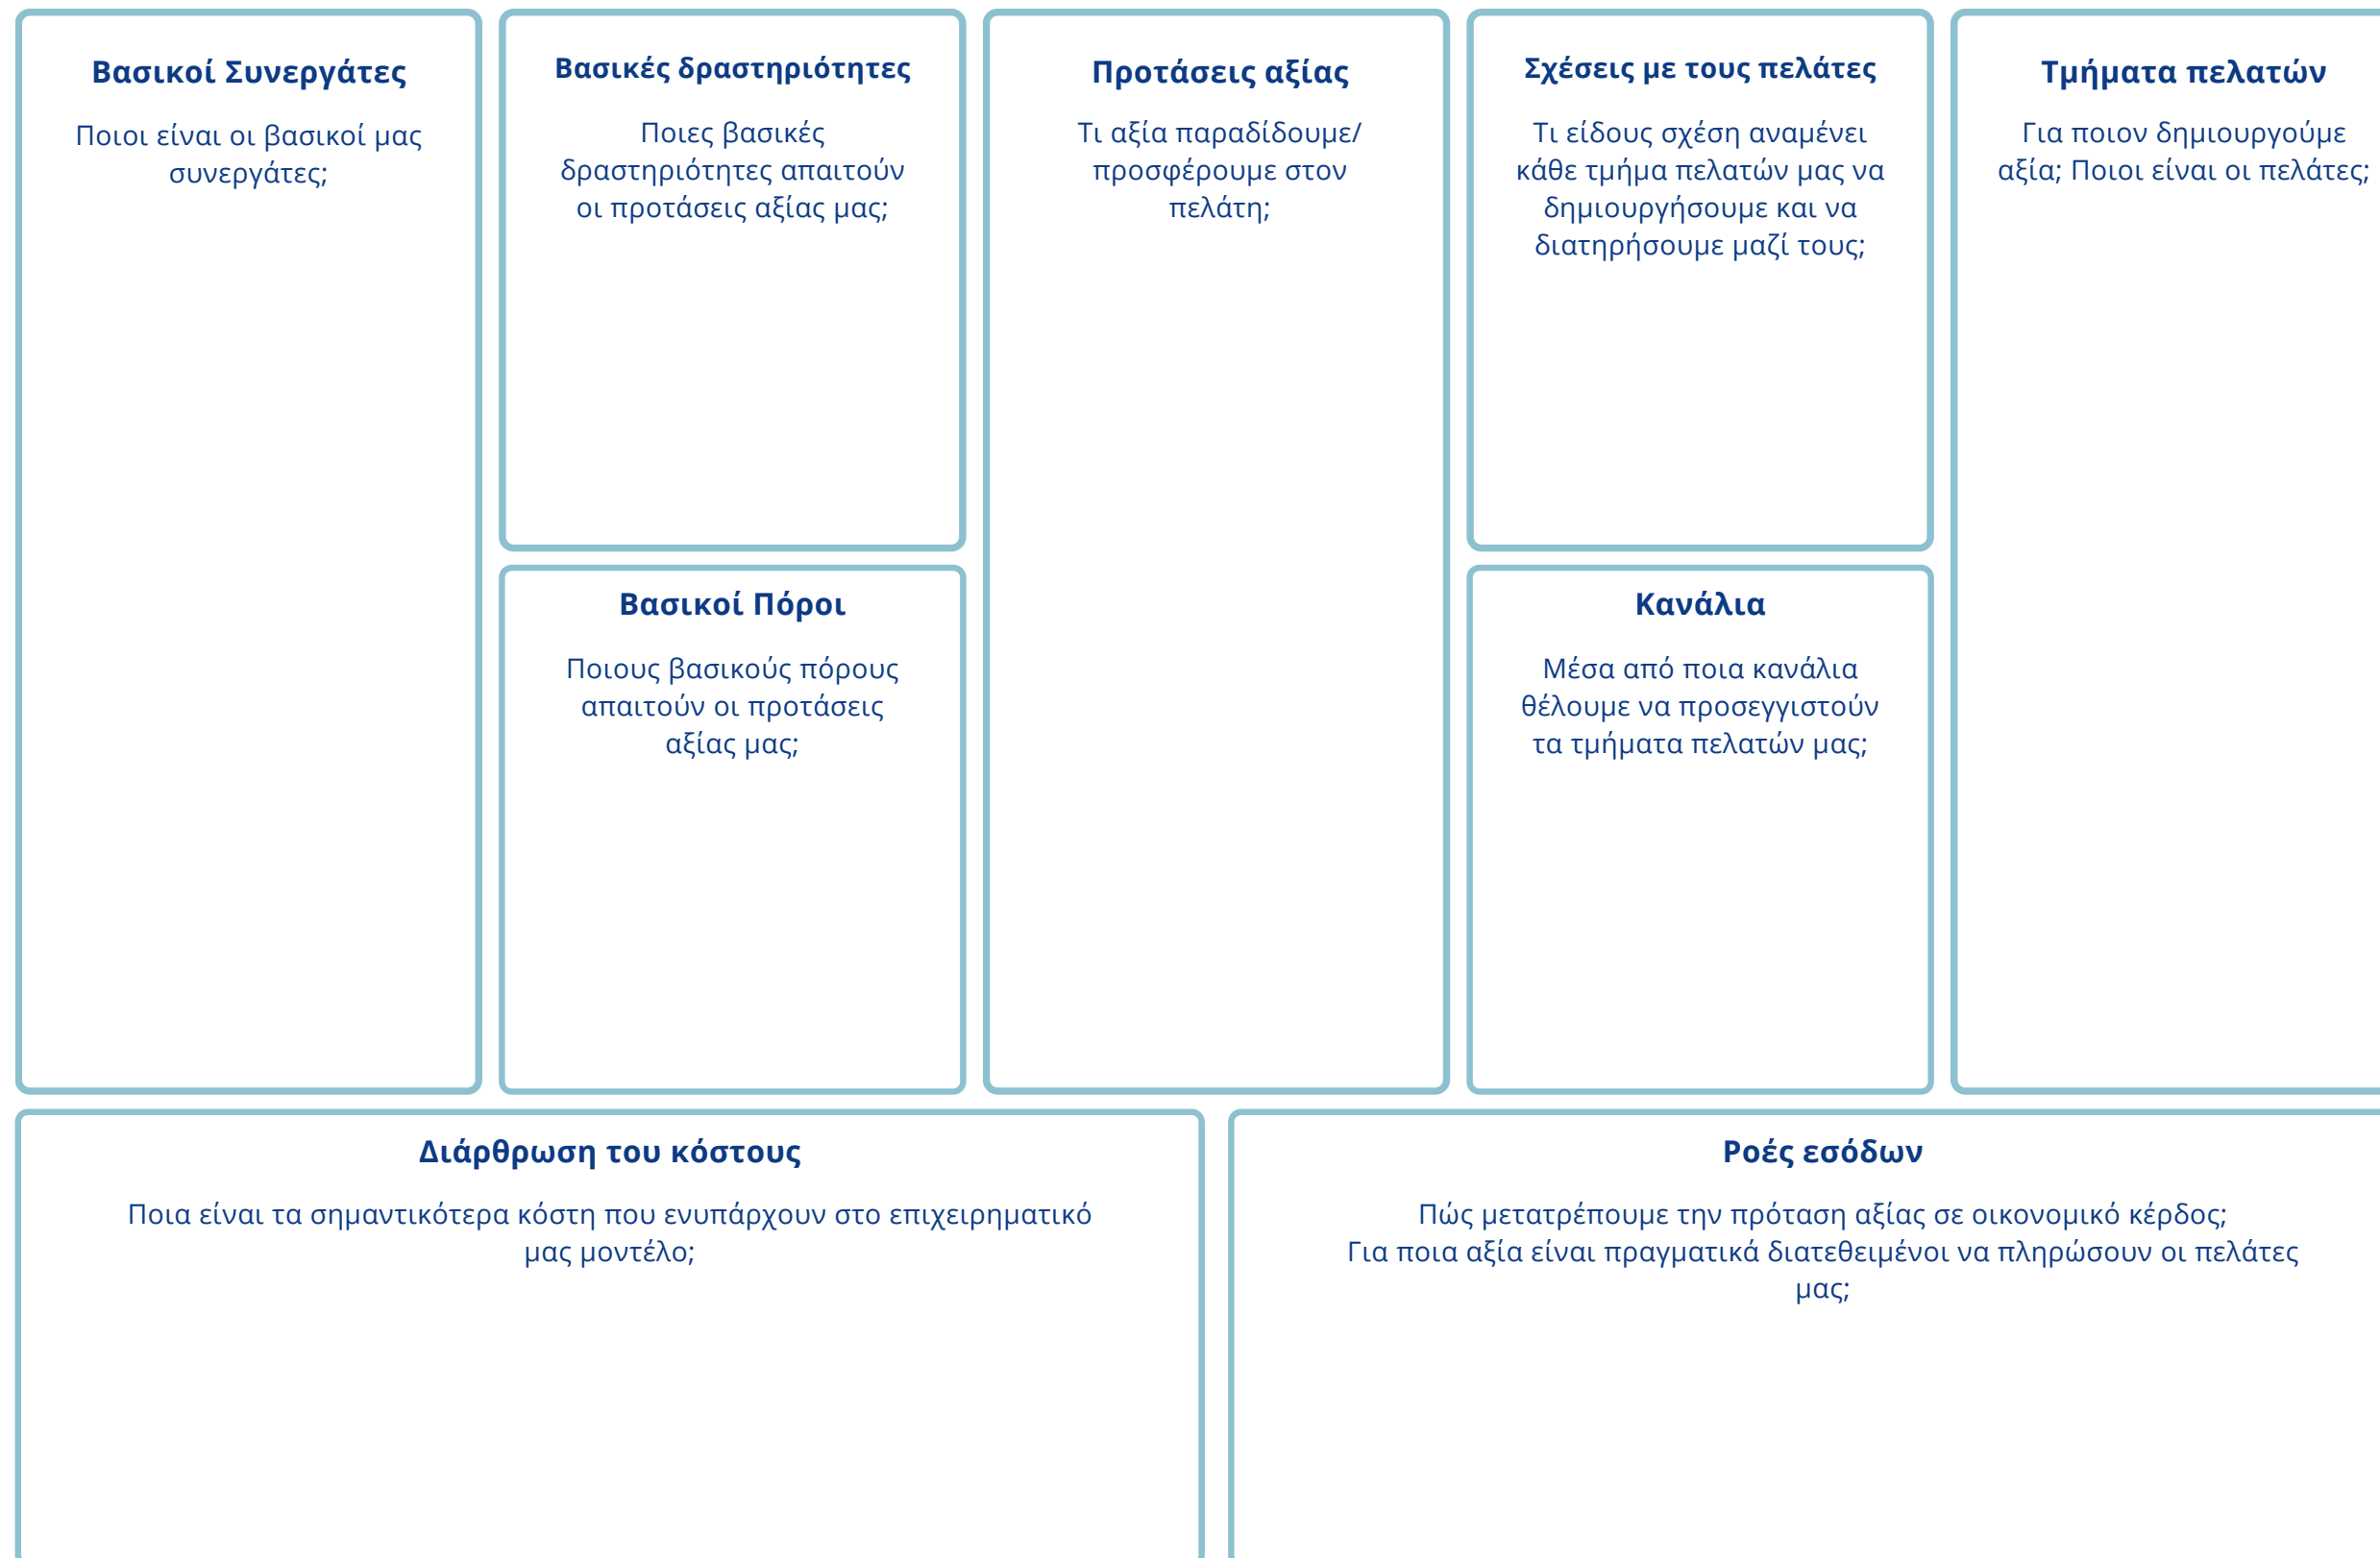 Βασικοί Συνεργάτες
Ποιοι είναι οι βασικοί μας
συνεργάτες;
Βασικές δραστηριότητες
Ποιες βασικές
δραστηριότητες απαιτούν
οι προτάσεις αξίας μας;
Βασικοί Πόροι
Ποιους βασικούς πόρους
απαιτούν οι προτάσεις
αξίας μας;
Προτάσεις αξίας
Τι αξία παραδίδουμε/
προσφέρουμε στον
πελάτη;
Σχέσεις με τους πελάτες
Τι είδους σχέση αναμένει
κάθε τμήμα πελατών μας να
δημιουργήσουμε και να
διατηρήσουμε μαζί τους;
Κανάλια
Μέσα από ποια κανάλια
θέλουμε να προσεγγιστούν
τα τμήματα πελατών μας;
Τμήματα πελατών
Για ποιον δημιουργούμε
αξία; Ποιοι είναι οι πελάτες;
Διάρθρωση του κόστους
Ποια είναι τα σημαντικότερα κόστη που ενυπάρχουν στο επιχειρηματικό
μας μοντέλο;
Ροές εσόδων
Πώς μετατρέπουμε την πρόταση αξίας σε οικονομικό κέρδος;
Για ποια αξία είναι πραγματικά διατεθειμένοι να πληρώσουν οι πελάτες
μας;